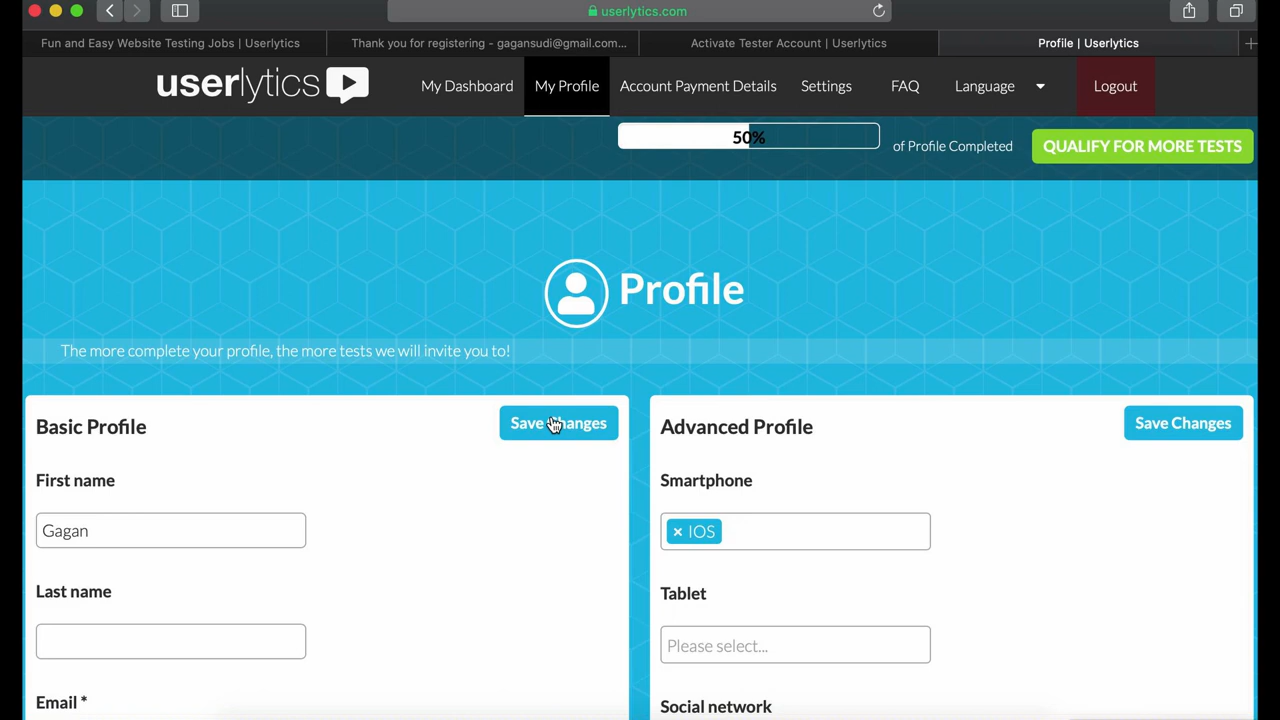 userlytics.com
Fun and Easy Website Testing Jobs | Userlytics
Thank you for registering - gagansudi@gmail.com...
Activate Tester Account | Userlytics
Profile | Userlytics
userlytics
My Dashboard
My Profile
Account Payment Details
Settings
FAQ
Language
Logout
50%
of Profile Completed
QUALIFY FOR MORE TESTS
Profile
The more complete your profile, the more tests we will invite you to!
Basic Profile
Save Changes
First name
Gagan
Last name
Email *
Advanced Profile
Save Changes
Smartphone
× IOS
Tablet
Please select...
Social network